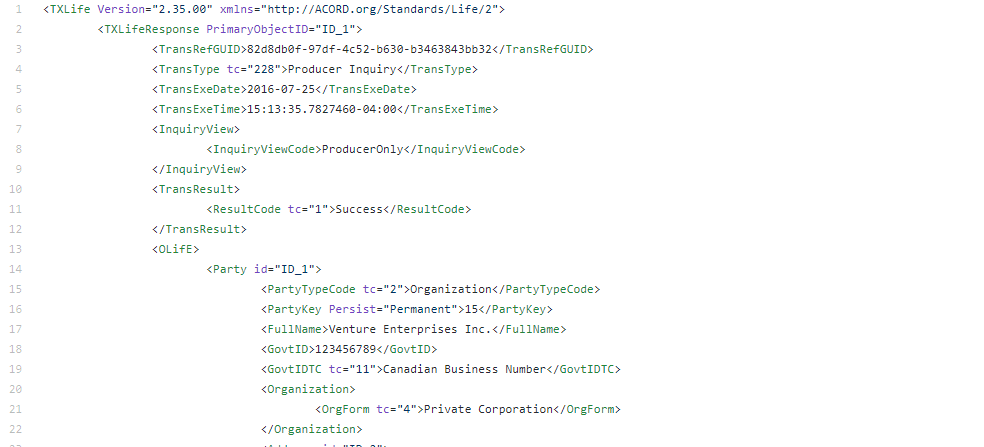 1 <TXLife Version="2.35.00" xmlns="http://ACORD.org/Standards/Life/2">
2 <TXLifeResponse PrimaryObjectID="ID_1">
3 <TransRefGUID>82d8db0f-97df-4c52-b630-b3463843bb32</TransRefGUID>
4 <TransType tc="228">Producer Inquiry</TransType>
5 <TransExeDate>2016-07-25</TransExeDate>
6 <TransExeTime>15:13:35.7827460-04:00</TransExeTime>
7 <InquiryView>
8 <InquiryViewCode>ProducerOnly</InquiryViewCode>
9 </InquiryView>
10 <TransResult>
11 <ResultCode tc="1">Success</ResultCode>
12 </TransResult>
13 <OLifE>
14 <Party id="ID_1">
15 <PartyTypeCode tc="2">Organization</PartyTypeCode>
16 <PartyKey Persist="Permanent">15</PartyKey>
17 <FullName>Venture Enterprises Inc.</FullName>
18 <GovtID>123456789</GovtID>
19 <GovtIDTC tc="11">Canadian Business Number</GovtIDTC>
20 <Organization>
21 <OrgForm tc="4">Private Corporation</OrgForm>
22 </Organization>